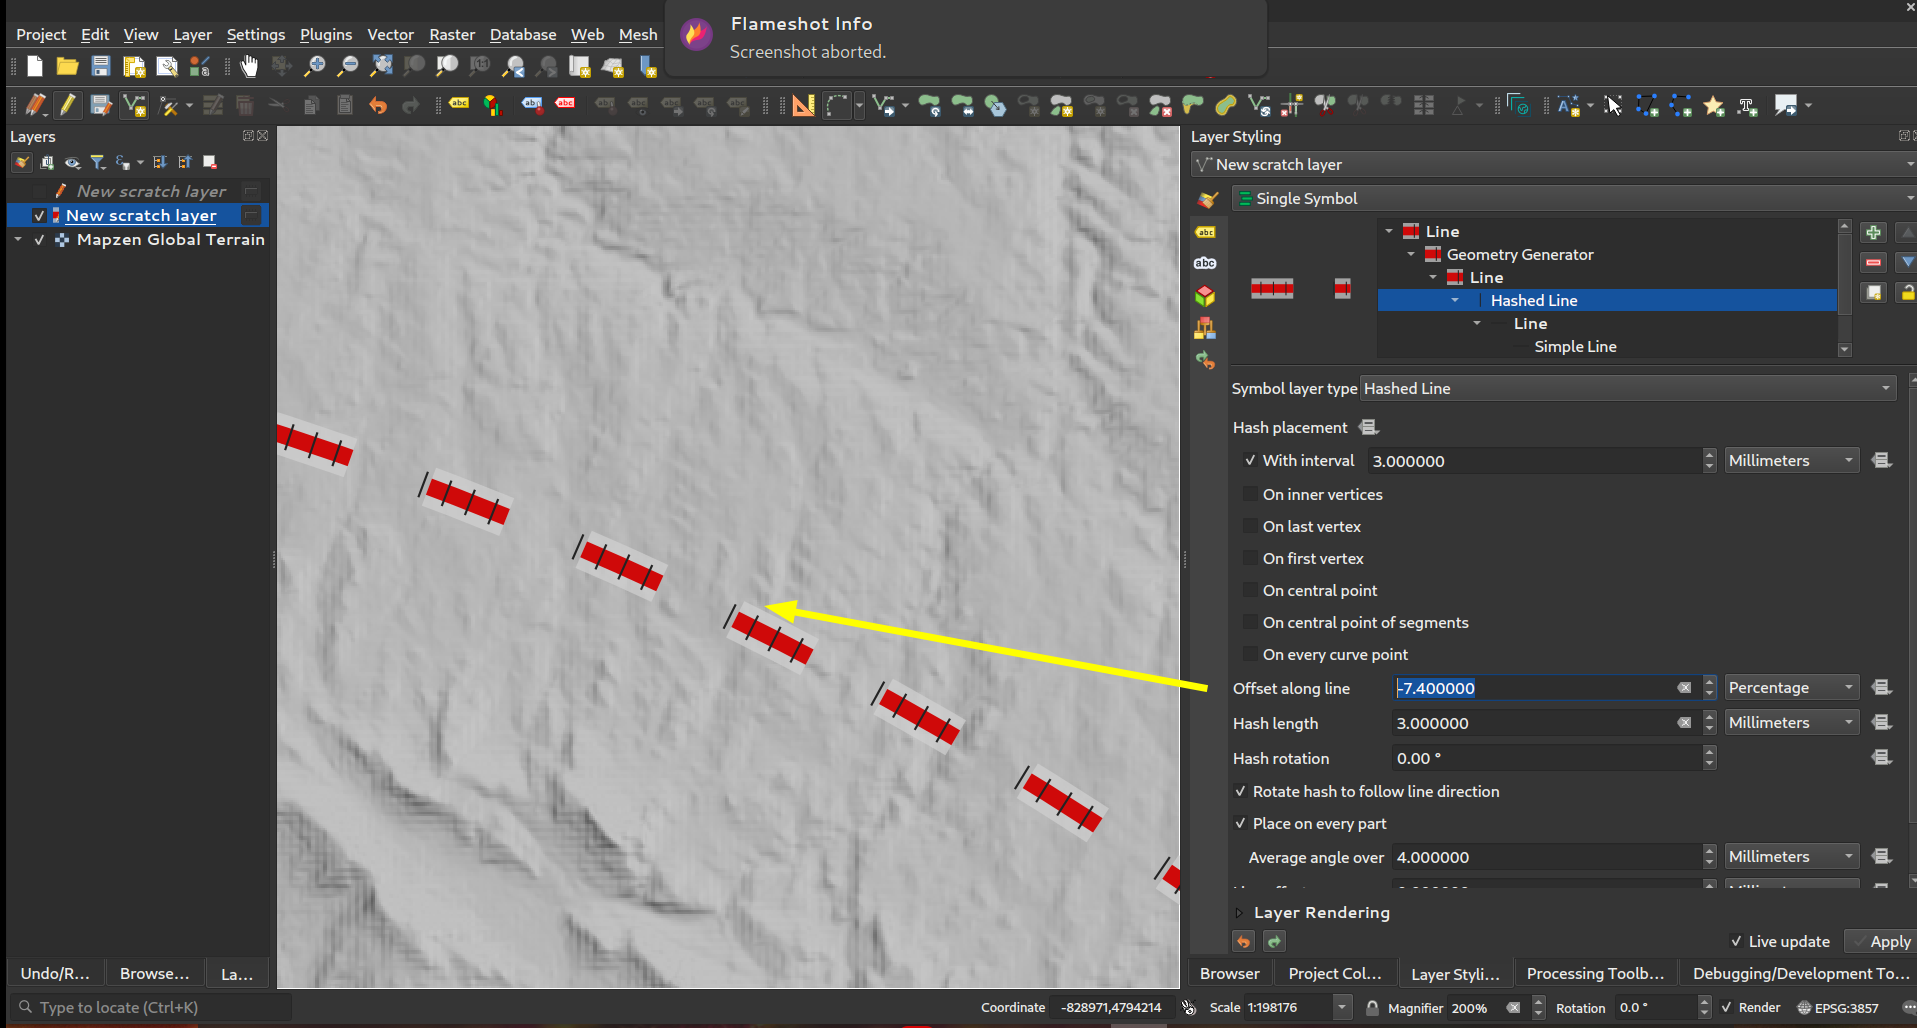 Flameshot Info
Screenshot aborted.
Project Edit View Layer Settings Plugins Vector Raster Database Web Mesh
Layers
New scratch layer
New scratch layer
Mapzen Global Terrain
Layer Styling
New scratch layer
Single Symbol
Line
Geometry Generator
Line
Hashed Line
Line
Simple Line
Symbol layer type Hashed Line
Hash placement
With interval 3.000000 Millimeters
On inner vertices
On last vertex
On first vertex
On central point
On central point of segments
On every curve point
Offset along line -7.400000 Percentage
Hash length 3.000000 Millimeters
Hash rotation 0.00 °
Rotate hash to follow line direction
Place on every part
Average angle over 4.000000 Millimeters
Layer Rendering
Live update Apply
Undo/R... Browse... La...
Browser Project Col... Layer Styli... Processing Toolb... Debugging/Development To...
Type to locate (Ctrl+K) Coordinate -828971,4794214 Scale 1:198176 Magnifier 200% Rotation 0.0 ° Render EPSG:3857